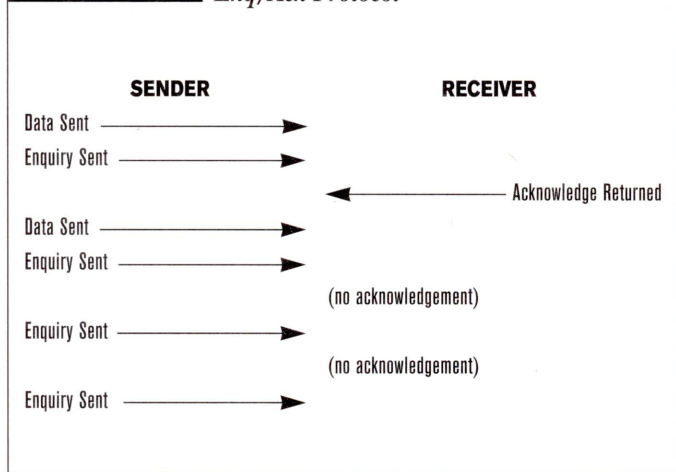 Enq/Ack Protocol
SENDER RECEIVER
Data Sent
Enquiry Sent
Acknowledge Returned
Data Sent
Enquiry Sent
(no acknowledgement)
Enquiry Sent
(no acknowledgement)
Enquiry Sent